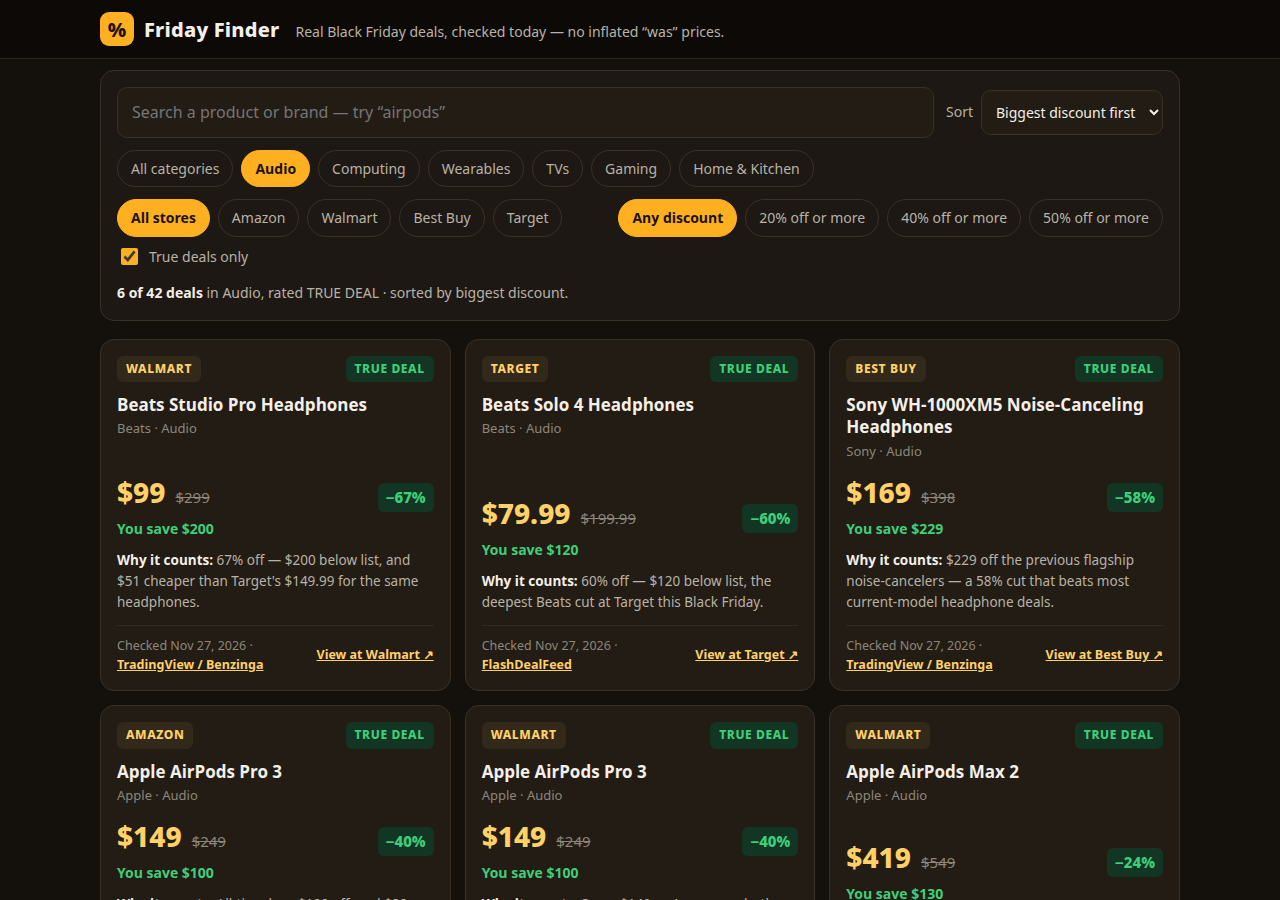 % Friday Finder Real Black Friday deals, checked today — no inflated “was” prices.
Search a product or brand — try “airpods”
Sort Biggest discount first
All categories Audio Computing Wearables TVs Gaming Home & Kitchen
All stores Amazon Walmart Best Buy Target Any discount 20% off or more 40% off or more 50% off or more
True deals only
6 of 42 deals in Audio, rated TRUE DEAL · sorted by biggest discount.
WALMART TRUE DEAL
Beats Studio Pro Headphones
Beats · Audio
$99 $299 −67%
You save $200
Why it counts: 67% off — $200 below list, and
$51 cheaper than Target's $149.99 for the same
headphones.
Checked Nov 27, 2026 ·
TradingView / Benzinga
View at Walmart ↗
TARGET TRUE DEAL
Beats Solo 4 Headphones
Beats · Audio
$79.99 $199.99 −60%
You save $120
Why it counts: 60% off — $120 below list, the
deepest Beats cut at Target this Black Friday.
Checked Nov 27, 2026 ·
FlashDealFeed
View at Target ↗
BEST BUY TRUE DEAL
Sony WH-1000XM5 Noise-Canceling
Headphones
Sony · Audio
$169 $398 −58%
You save $229
Why it counts: $229 off the previous flagship
noise-cancelers — a 58% cut that beats most
current-model headphone deals.
Checked Nov 27, 2026 ·
TradingView / Benzinga
View at Best Buy ↗
AMAZON TRUE DEAL
Apple AirPods Pro 3
Apple · Audio
$149 $249 −40%
You save $100
WALMART TRUE DEAL
Apple AirPods Pro 3
Apple · Audio
$149 $249 −40%
You save $100
WALMART TRUE DEAL
Apple AirPods Max 2
Apple · Audio
$419 $549 −24%
You save $130